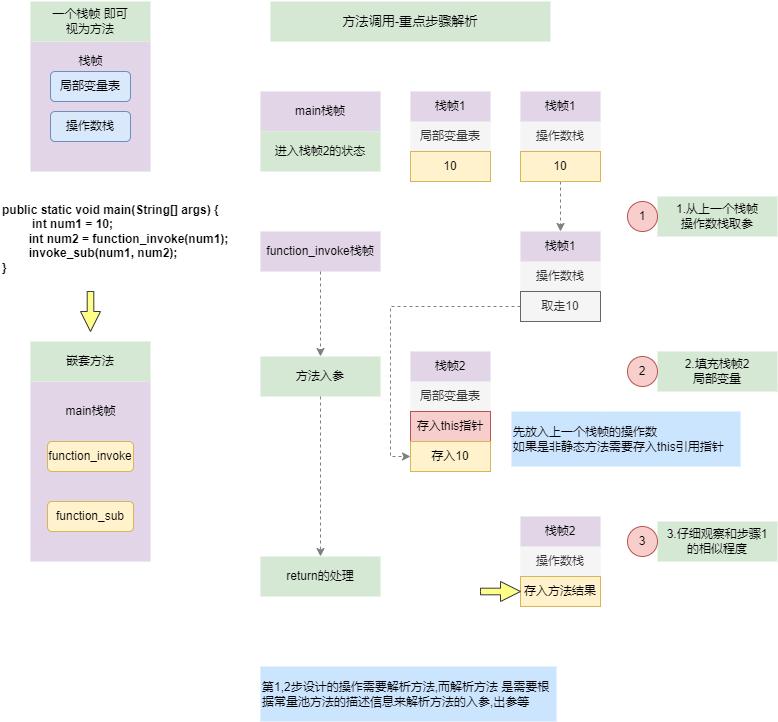 一个栈帧 即可
视为方法
栈帧
局部变量表
操作数栈
方法调用-重点步骤解析
main栈帧
进入栈帧2的状态
栈帧1
局部变量表
10
栈帧1
操作数栈
10
1
1.从上一个栈帧
操作数栈取参
public static void main(String[] args) {
int num1 = 10;
int num2 = function_invoke(num1);
invoke_sub(num1, num2);
}
function_invoke栈帧
栈帧1
操作数栈
取走10
嵌套方法
main栈帧
function_invoke
function_sub
方法入参
栈帧2
局部变量表
存入this指针
存入10
2
2.填充栈帧2
局部变量
先放入上一个栈帧的操作数
如果是非静态方法需要存入this引用指针
return的处理
栈帧2
操作数栈
存入方法结果
3
3.仔细观察和步骤1
的相似程度
第1,2步设计的操作需要解析方法,而解析方法 是需要根
据常量池方法的描述信息来解析方法的入参,出参等